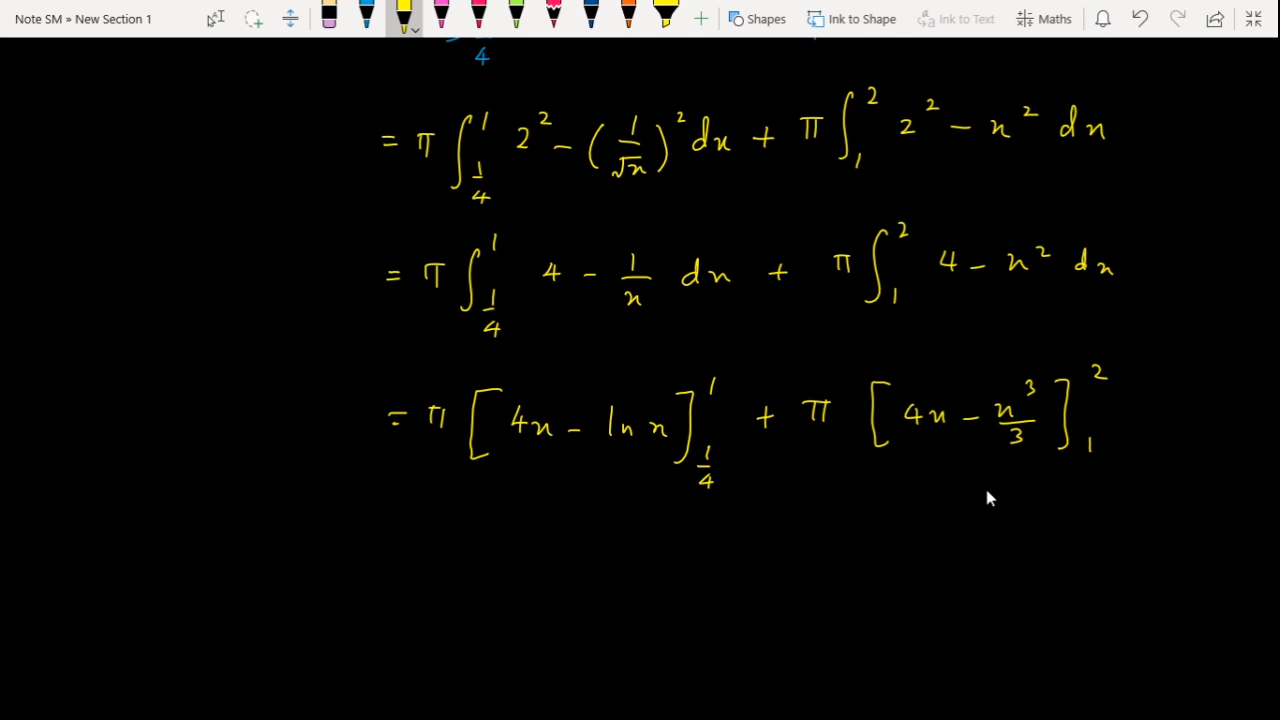 Note SM » New Section 1 Shapes Ink to Shape Ink to Text Maths
4
= π ∫_{1/4}^{1} 2² - (1/√x)² dx + π ∫_{1}^{2} 2² - x² dx
= π ∫_{1/4}^{1} 4 - 1/x dx + π ∫_{1}^{2} 4 - x² dx
= π [4x - ln x]_{1/4}^{1} + π [4x - x³/3]_{1}^{2}